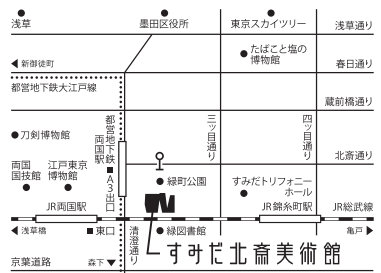 浅草
墨田区役所
東京スカイツリー
浅草通り
たばこと塩の
博物館
新御徒町
春日通り
都営地下鉄大江戸線
蔵前橋通り
刀剣博物館
都営地下鉄
両国駅
A3出口
三ッ目通り
四ッ目通り
北斎通り
両国
国技館
江戸東京
博物館
緑町公園
すみだトリフォニー
ホール
JR両国駅
JR錦糸町駅
JR総武線
浅草橋
東口
清澄通り
緑図書館
亀戸
すみだ北斎美術館
京葉道路
森下